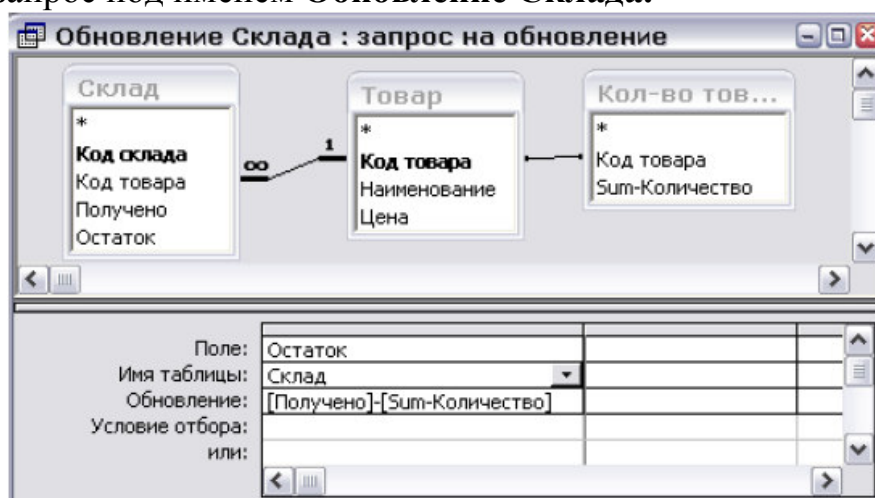 запрос под именем Обновление Склада.
Обновление Склада : запрос на обновление
Склад
*
Код склада
Код товара
Получено
Остаток
∞
1
Товар
*
Код товара
Наименование
Цена
Кол-во тов...
*
Код товара
Sum-Количество
Поле: Остаток
Имя таблицы: Склад
Обновление: [Получено]-[Sum-Количество]
Условие отбора:
или: